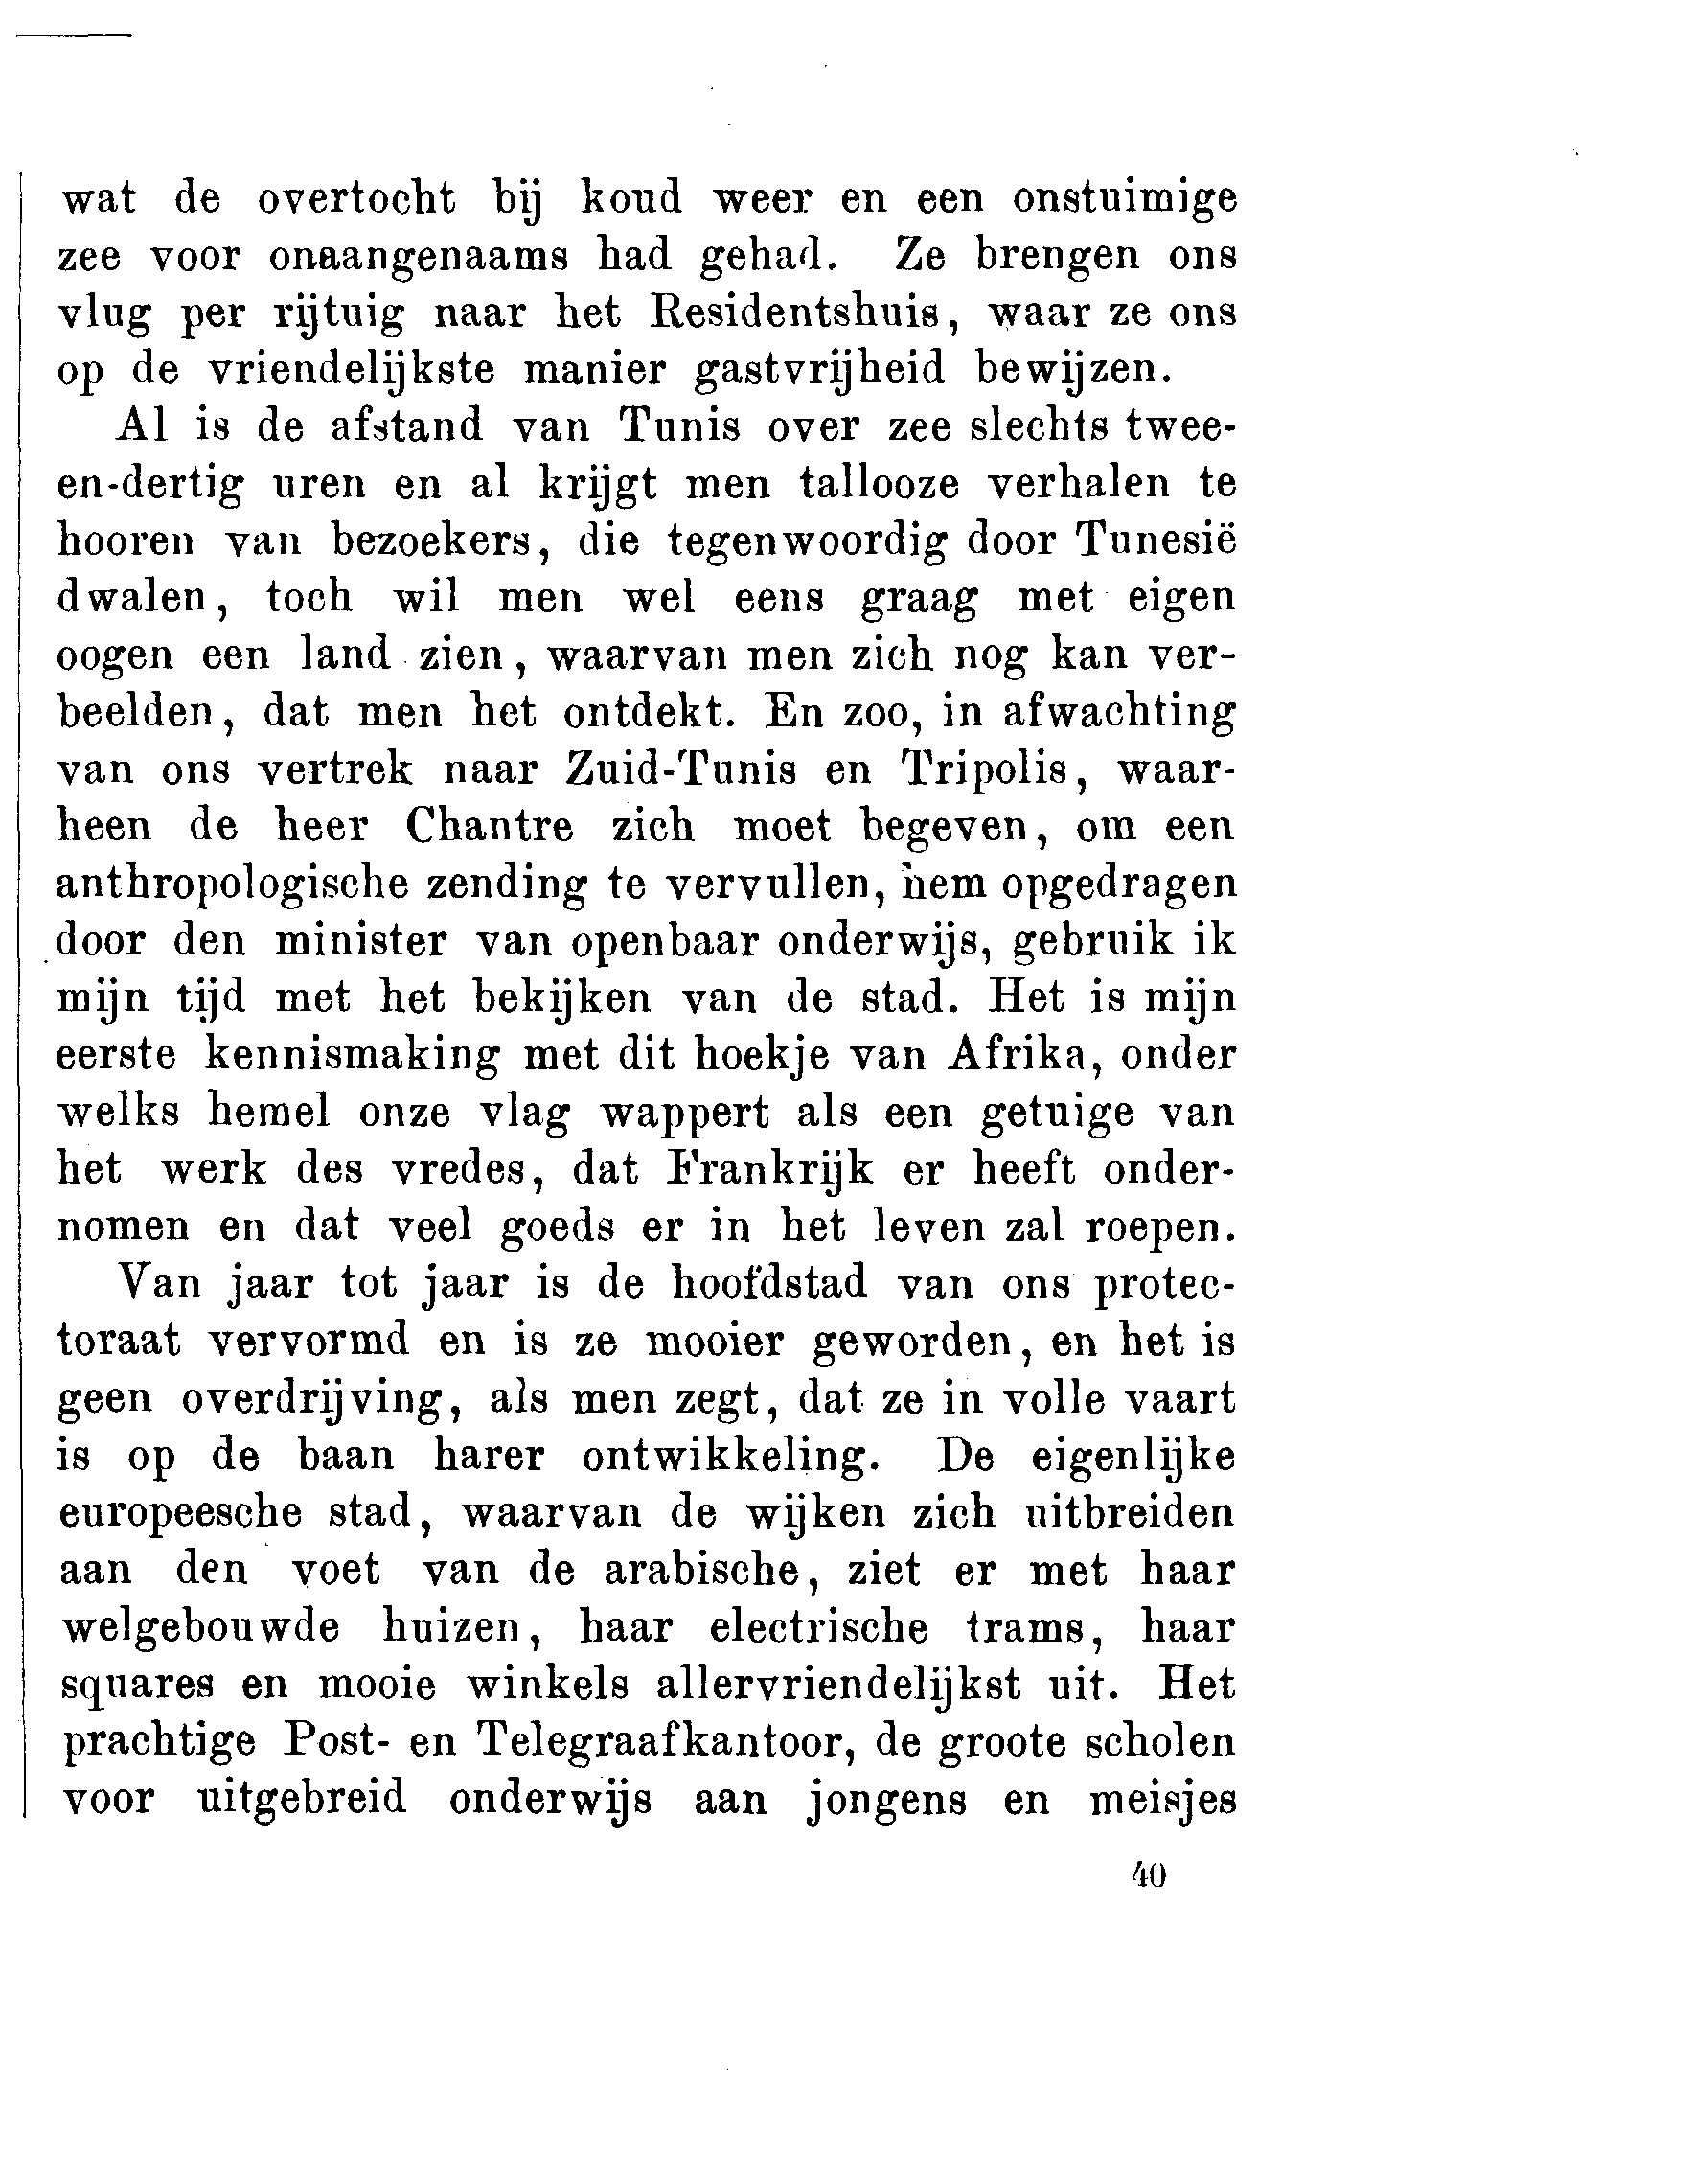 wat de overtocht bij koud weer en een onstuimige
zee voor onaangenaams had gehad. Ze brengen ons
vlug per rijtuig naar het Residentshuis, waar ze ons
op de vriendelijkste manier gastvrijheid bewijzen.
Al is de afstand van Tunis over zee slechts twee-
en-dertig uren en al krijgt men tallooze verhalen te
hooren van bezoekers, die tegenwoordig door Tunesië
dwalen, toch wil men wel eens graag met eigen
oogen een land zien, waarvan men zich nog kan ver-
beelden, dat men het ontdekt. En zoo, in afwachting
van ons vertrek naar Zuid-Tunis en Tripolis, waar-
heen de heer Chantre zich moet begeven, om een
anthropologische zending te vervullen, hem opgedragen
door den minister van openbaar onderwijs, gebruik ik
mijn tijd met het bekijken van de stad. Het is mijn
eerste kennismaking met dit hoekje van Afrika, onder
welks hemel onze vlag wappert als een getuige van
het werk des vredes, dat Frankrijk er heeft onder-
nomen en dat veel goeds er in het leven zal roepen.
Van jaar tot jaar is de hoofdstad van ons protec-
toraat vervormd en is ze mooier geworden, en het is
geen overdrijving, als men zegt, dat ze in volle vaart
is op de baan harer ontwikkeling. De eigenlijke
europeesche stad, waarvan de wijken zich uitbreiden
aan den voet van de arabische, ziet er met haar
welgebouwde huizen, haar electrische trams, haar
squares en mooie winkels allervriendelijkst uit. Het
prachtige Post- en Telegraafkantoor, de groote scholen
voor uitgebreid onderwijs aan jongens en meisjes
40